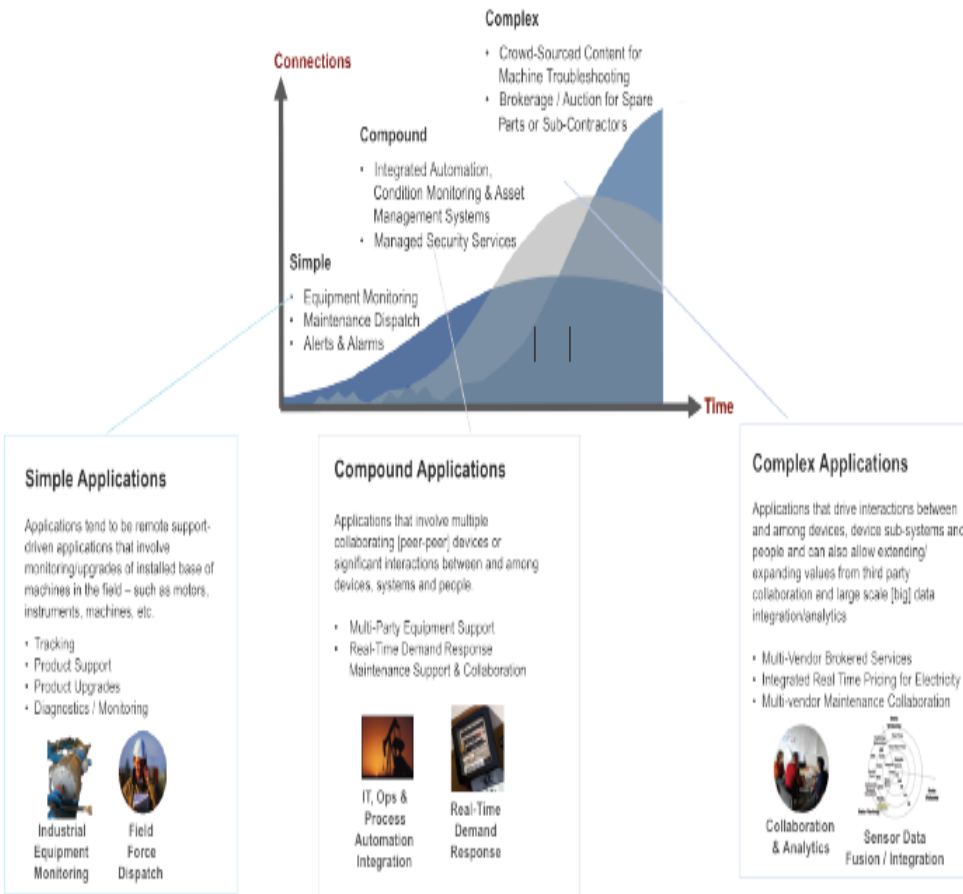 Complex
• Crowd-Sourced Content for
Machine Troubleshooting
• Brokerage / Auction for Spare
Parts or Sub-Contractors
Connections
Compound
• Integrated Automation,
Condition Monitoring & Asset
Management Systems
• Managed Security Services
Simple
• Equipment Monitoring
• Maintenance Dispatch
• Alerts & Alarms
Time
Simple Applications
Applications tend to be remote support-
driven applications that involve
monitoring/upgrades of installed base of
machines in the field – such as motors,
instruments, machines, etc.
• Tracking
• Product Support
• Product Upgrades
• Diagnostics / Monitoring
Industrial
Equipment
Monitoring
Field
Force
Dispatch
Compound Applications
Applications that involve multiple
collaborating [peer-peer] devices or
significant interactions between and among
devices, systems and people.
• Multi-Party Equipment Support
• Real-Time Demand Response
Maintenance Support & Collaboration
IT, Ops &
Process
Automation
Integration
Real-Time
Demand
Response
Complex Applications
Applications that drive interactions between
and among devices, device sub-systems and
people and can also allow extending/
expanding values from third party
collaboration and large scale [big] data
integration/analytics
• Multi-Vendor Brokered Services
• Integrated Real Time Pricing for Electricity
• Multi-vendor Maintenance Collaboration
Collaboration
& Analytics
Sensor Data
Fusion / Integration